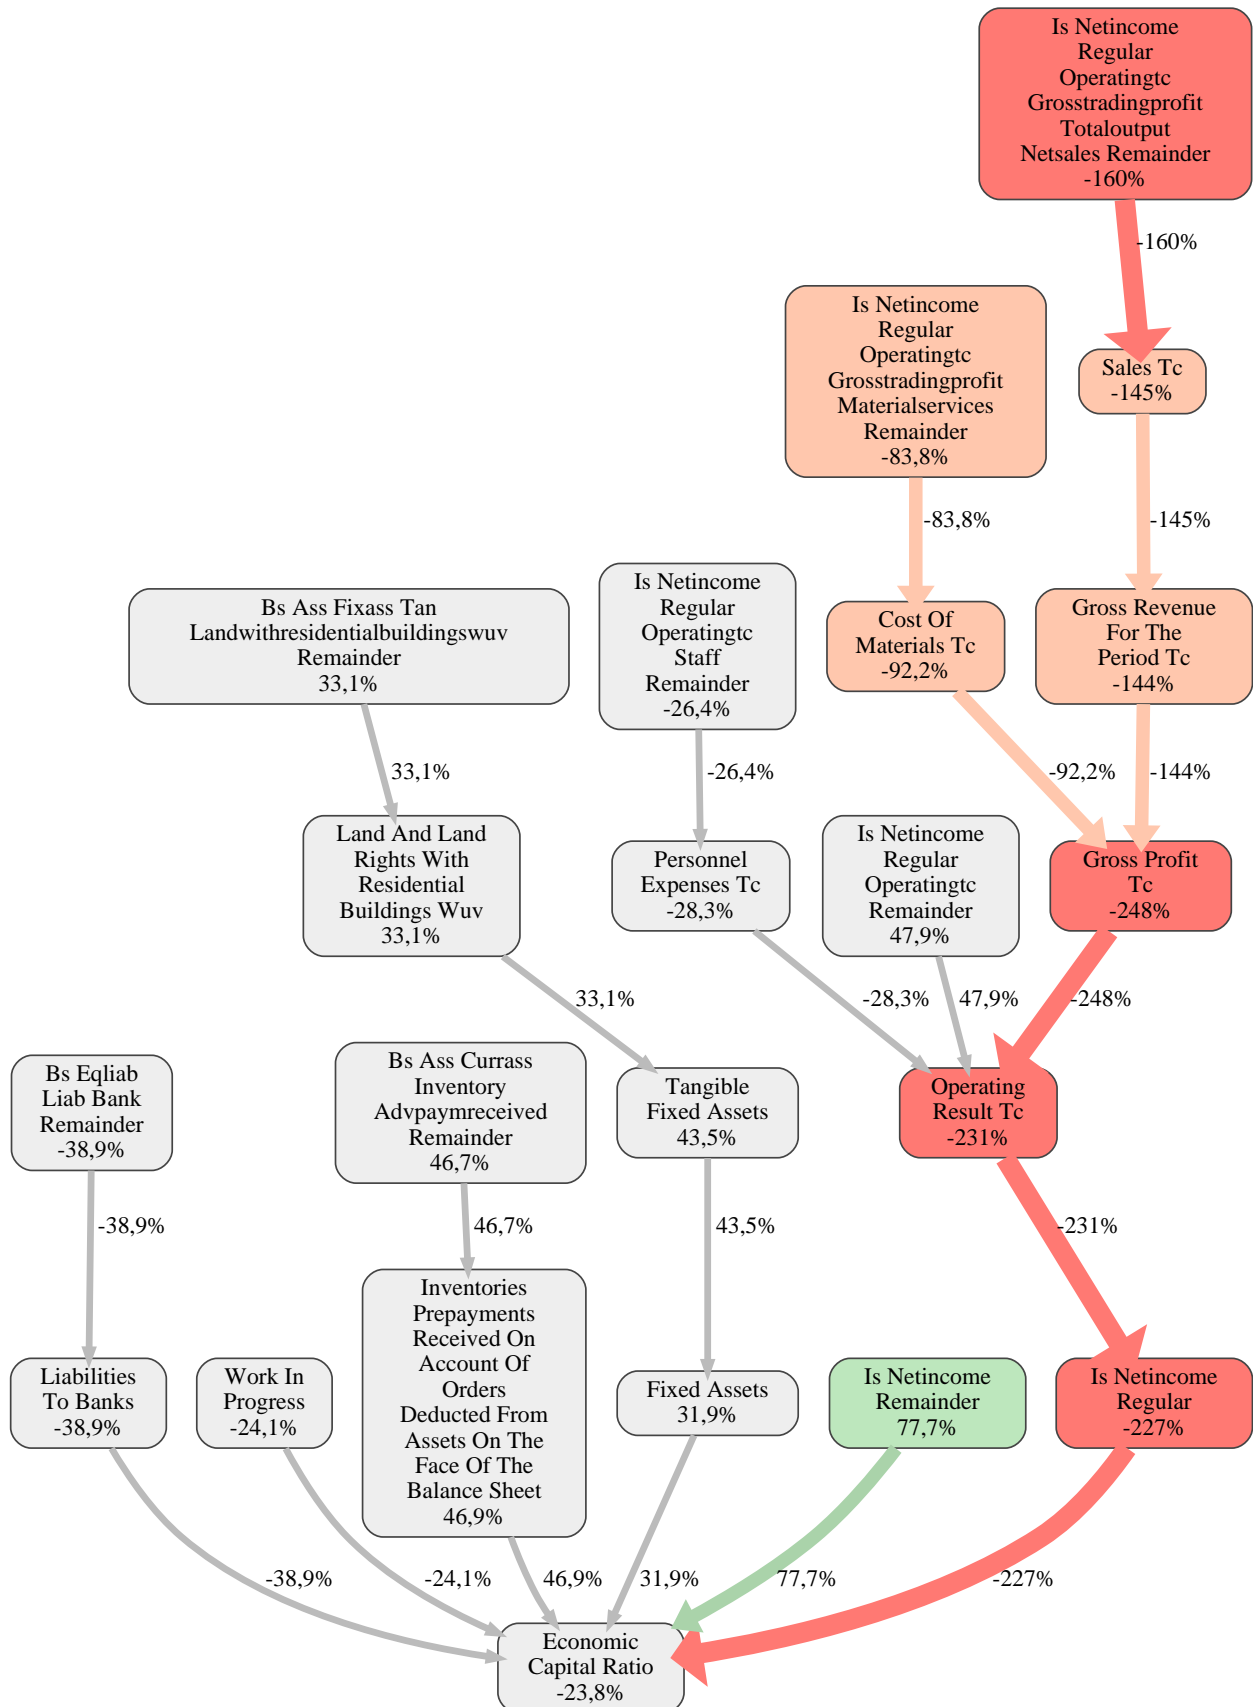 Is Netincome
Regular
Operatingtc
Grosstradingprofit
Totaloutput
Netsales Remainder
-160%
-160%
Is Netincome
Regular
Operatingtc
Grosstradingprofit
Materialservices
Remainder
-83,8%
Sales Tc
-145%
-83,8%
-145%
Bs Ass Fixass Tan
Landwithresidentialbuildingswuv
Remainder
33,1%
Is Netincome
Regular
Operatingtc
Staff
Remainder
-26,4%
Cost Of
Materials Tc
-92,2%
Gross Revenue
For The
Period Tc
-144%
33,1%
-26,4%
-92,2%
-144%
Land And Land
Rights With
Residential
Buildings Wuv
33,1%
Personnel
Expenses Tc
-28,3%
Is Netincome
Regular
Operatingtc
Remainder
47,9%
Gross Profit
Tc
-248%
33,1%
-28,3%
47,9%
-248%
Bs Eqliab
Liab Bank
Remainder
-38,9%
Bs Ass Currass
Inventory
Advpaymreceived
Remainder
46,7%
Tangible
Fixed Assets
43,5%
Operating
Result Tc
-231%
-38,9%
46,7%
43,5%
-231%
Liabilities
To Banks
-38,9%
Work In
Progress
-24,1%
Inventories
Prepayments
Received On
Account Of
Orders
Deducted From
Assets On The
Face Of The
Balance Sheet
46,9%
Fixed Assets
31,9%
Is Netincome
Remainder
77,7%
Is Netincome
Regular
-227%
-38,9%
-24,1%
46,9%
31,9%
77,7%
-227%
Economic
Capital Ratio
-23,8%